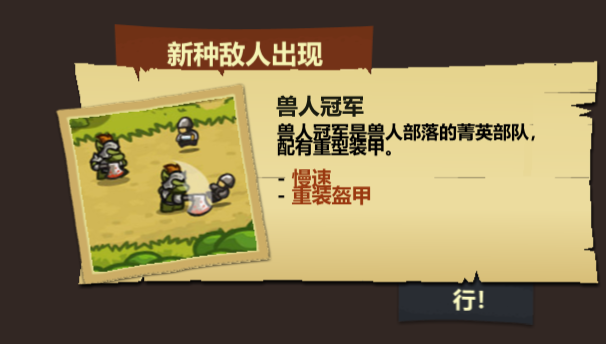 新种敌人出现
兽人冠军
兽人冠军是兽人部落的菁英部队，
配有重型装甲。
- 慢速
- 重装盔甲
行！